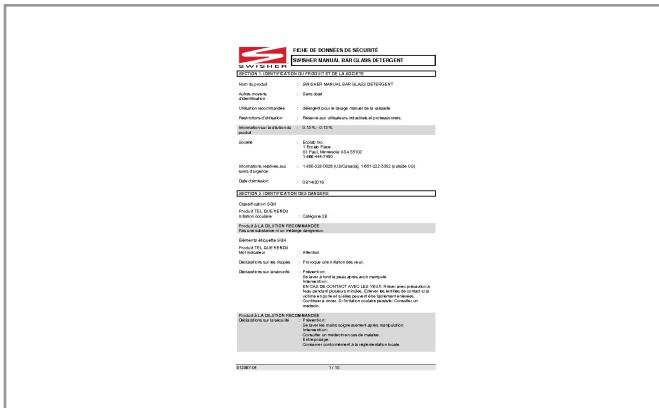 SWISHER
FICHE DE DONNÉES DE SÉCURITÉ
SWISHER MANUAL BAR GLASS DETERGENT
SECTION 1. IDENTIFICATION DU PRODUIT ET DE LA SOCIÉTÉ
Nom du produit : SWISHER MANUAL BAR GLASS DETERGENT
Autres moyens d'identification : Sans objet
Utilisation recommandée : détergent pour le lavage manuel de la vaisselle
Restrictions d'utilisation : Réservé aux utilisateurs industriels et professionnels.
Information sur la dilution du produit : 0.13 % - 0.13 %
Société : Ecolab Inc.
1 Ecolab Place
St. Paul, Minnesota USA 55102
Informations relatives aux soins d'urgence : 1-800-328-0026 (US/Canada), 1-651-222-5352 (outside US)
Date d'émission : 03/14/2019
SECTION 2. IDENTIFICATION DES DANGERS
Classification SGH
Produit TEL QUE VENDU
Irritation oculaire : Catégorie 2B
Produit à LA DILUTION RECOMMANDÉE
Pas une substance ni un mélange dangereux.
Éléments étiquette SGH
Produit TEL QUE VENDU
Mot indicateur : Attention
Déclarations sur les risques : Provoque une irritation des yeux.
Déclarations sur la sécurité : Prévention:
Se laver à fond la peau après avoir manipulé.
Intervention:
EN CAS DE CONTACT AVEC LES YEUX: Rincer avec précaution à
l'eau pendant plusieurs minutes. Enlever les lentilles de contact si la
victime en porte et si elles peuvent être facilement enlevées.
Continuer à rincer. Si l'irritation oculaire persiste: Consulter un
médecin.
Produit à LA DILUTION RECOMMANDÉE
Déclarations sur la sécurité : Prévention:
Se laver les mains soigneusement après manipulation.
Intervention:
Consulter un médecin en cas de malaise.
Entreposage:
Conserver conformément à la réglementation locale.
1 / 10